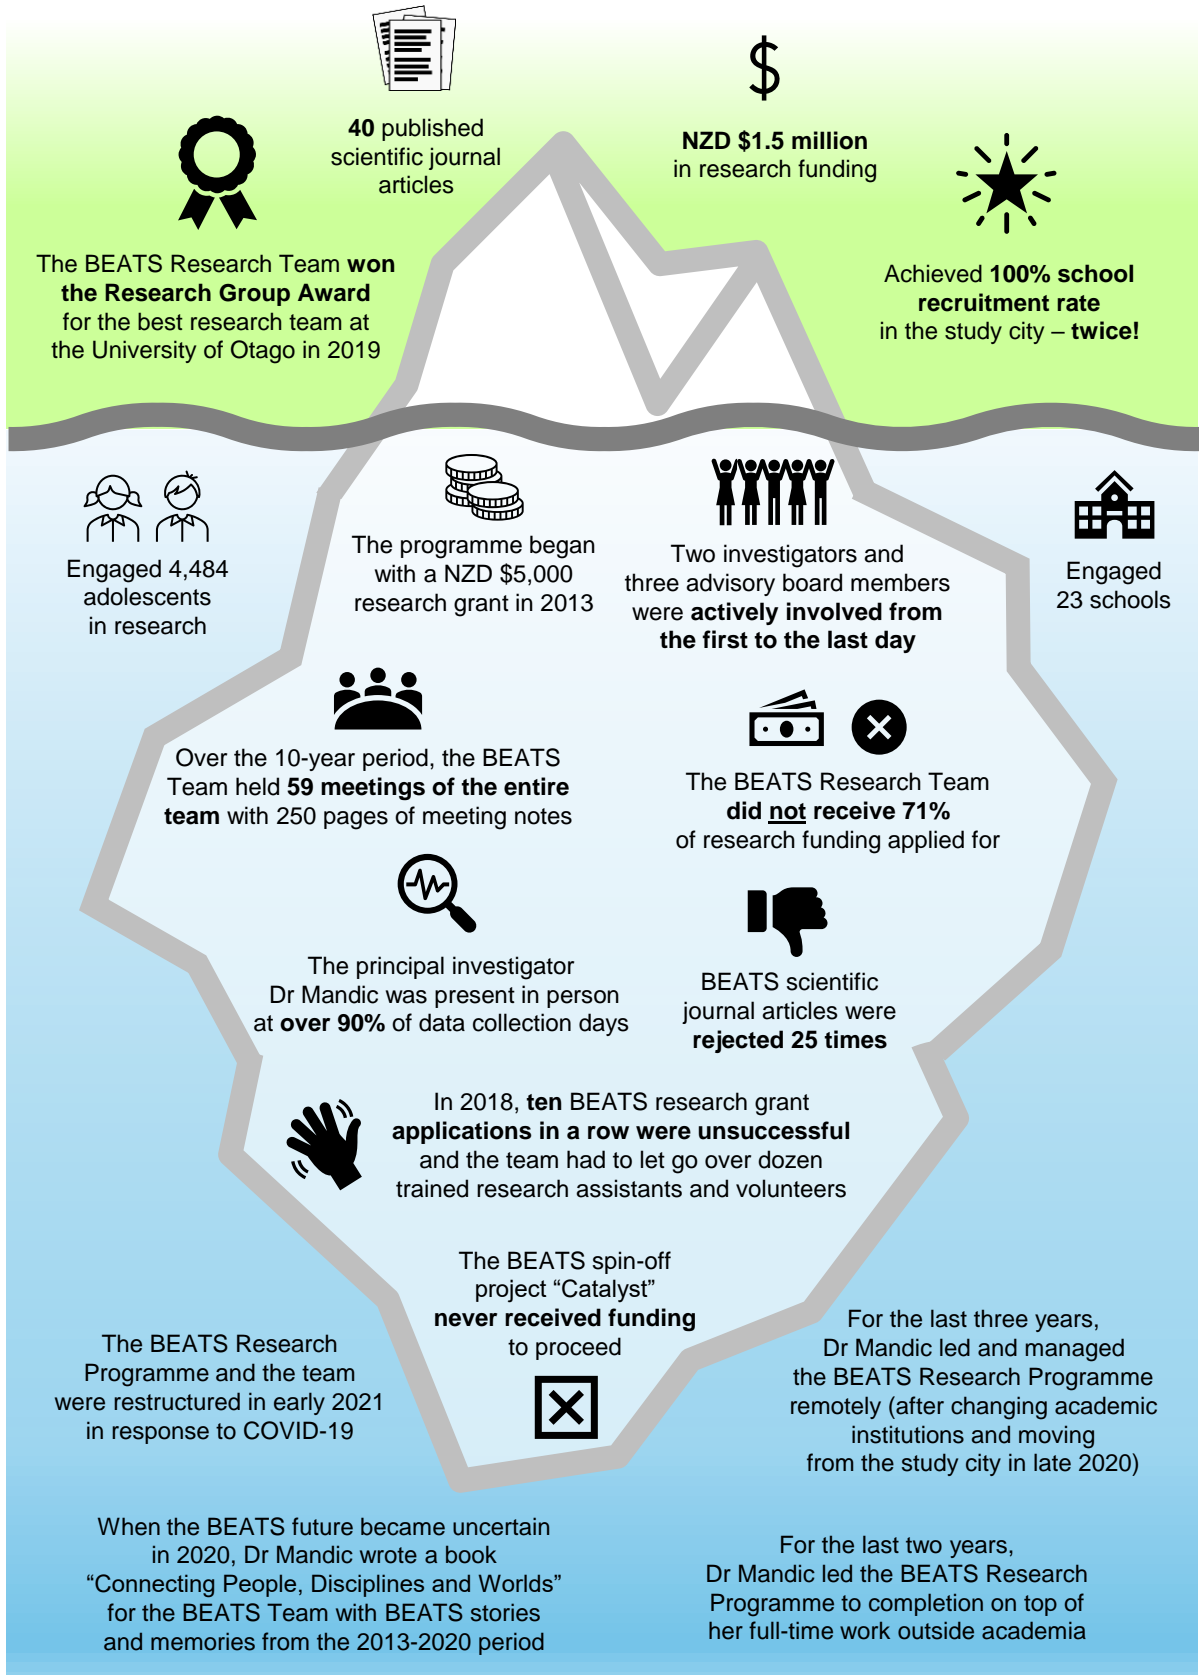 40 published
scientific journal
articles
NZD $1.5 million
in research funding
The BEATS Research Team won
the Research Group Award
for the best research team at
the University of Otago in 2019
Achieved 100% school
recruitment rate
in the study city – twice!
Engaged 4,484
adolescents
in research
The programme began
with a NZD $5,000
research grant in 2013
Two investigators and
three advisory board members
were actively involved from
the first to the last day
Engaged
23 schools
Over the 10-year period, the BEATS
Team held 59 meetings of the entire
team with 250 pages of meeting notes
The BEATS Research Team
did not receive 71%
of research funding applied for
The principal investigator
Dr Mandic was present in person
at over 90% of data collection days
BEATS scientific
journal articles were
rejected 25 times
In 2018, ten BEATS research grant
applications in a row were unsuccessful
and the team had to let go over dozen
trained research assistants and volunteers
The BEATS spin-off
project “Catalyst”
never received funding
to proceed
The BEATS Research
Programme and the team
were restructured in early 2021
in response to COVID-19
For the last three years,
Dr Mandic led and managed
the BEATS Research Programme
remotely (after changing academic
institutions and moving
from the study city in late 2020)
When the BEATS future became uncertain
in 2020, Dr Mandic wrote a book
“Connecting People, Disciplines and Worlds”
for the BEATS Team with BEATS stories
and memories from the 2013-2020 period
For the last two years,
Dr Mandic led the BEATS Research
Programme to completion on top of
her full-time work outside academia